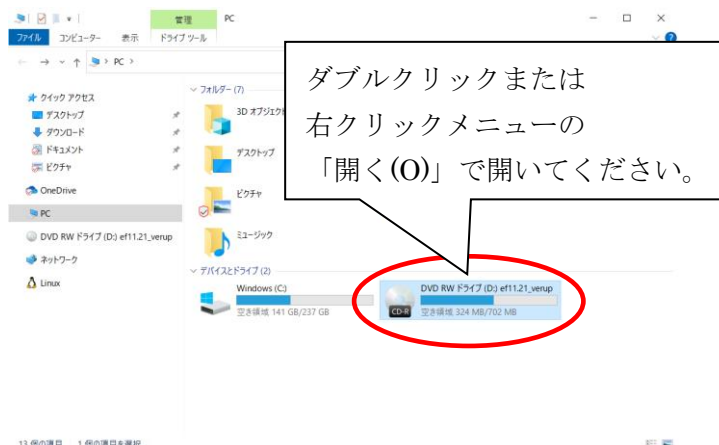 管理
PC
ファイル
コンピューター
表示
ドライブ ツール
PC
クイック アクセス
デスクトップ
ダウンロード
ドキュメント
ピクチャ
OneDrive
PC
DVD RW ドライブ (D:) ef11.21_verup
ネットワーク
Linux
フォルダー (7)
3D オブジェクト
デスクトップ
ピクチャ
ミュージック
ダブルクリックまたは
右クリックメニューの
「開く(O)」で開いてください。
デバイスとドライブ (2)
Windows (C:)
空き領域 141 GB/237 GB
DVD RW ドライブ (D:) ef11.21_verup
CD-R
空き領域 324 MB/702 MB
13 個の項目
1 個の項目を選択